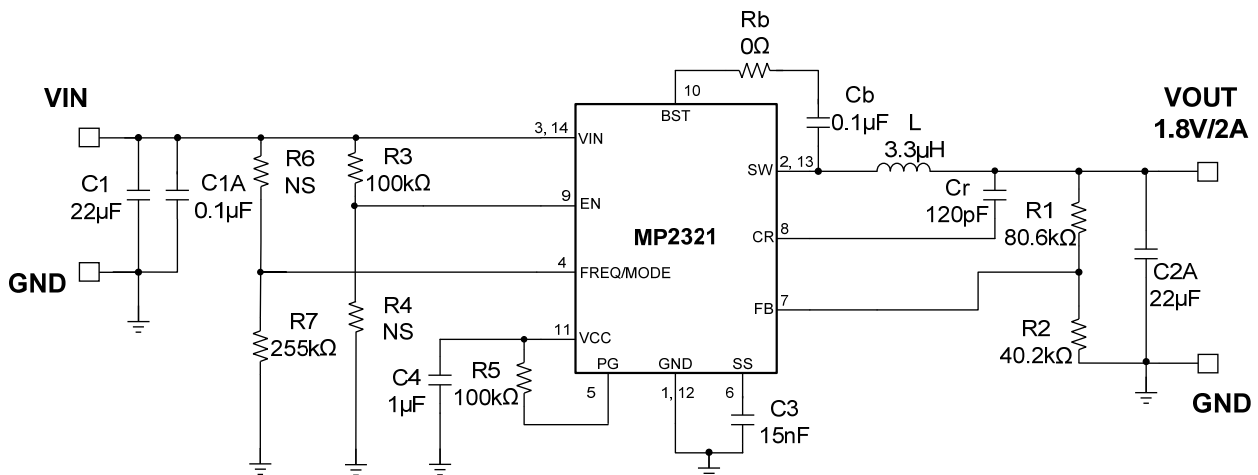 Rb
0Ω
10
BST
Cb
0.1µF
VIN
3, 14
VIN
R6
NS
R3
100kΩ
C1
22µF
C1A
0.1µF
9
EN
MP2321
SW
2, 13
L
3.3µH
VOUT
1.8V/2A
Cr
120pF
CR
8
R1
80.6kΩ
GND
4
FREQ/MODE
C2A
22µF
R7
255kΩ
R4
NS
FB
7
R2
40.2kΩ
11
VCC
C4
1µF
R5
100kΩ
PG
GND
SS
5
1, 12
6
C3
15nF
GND